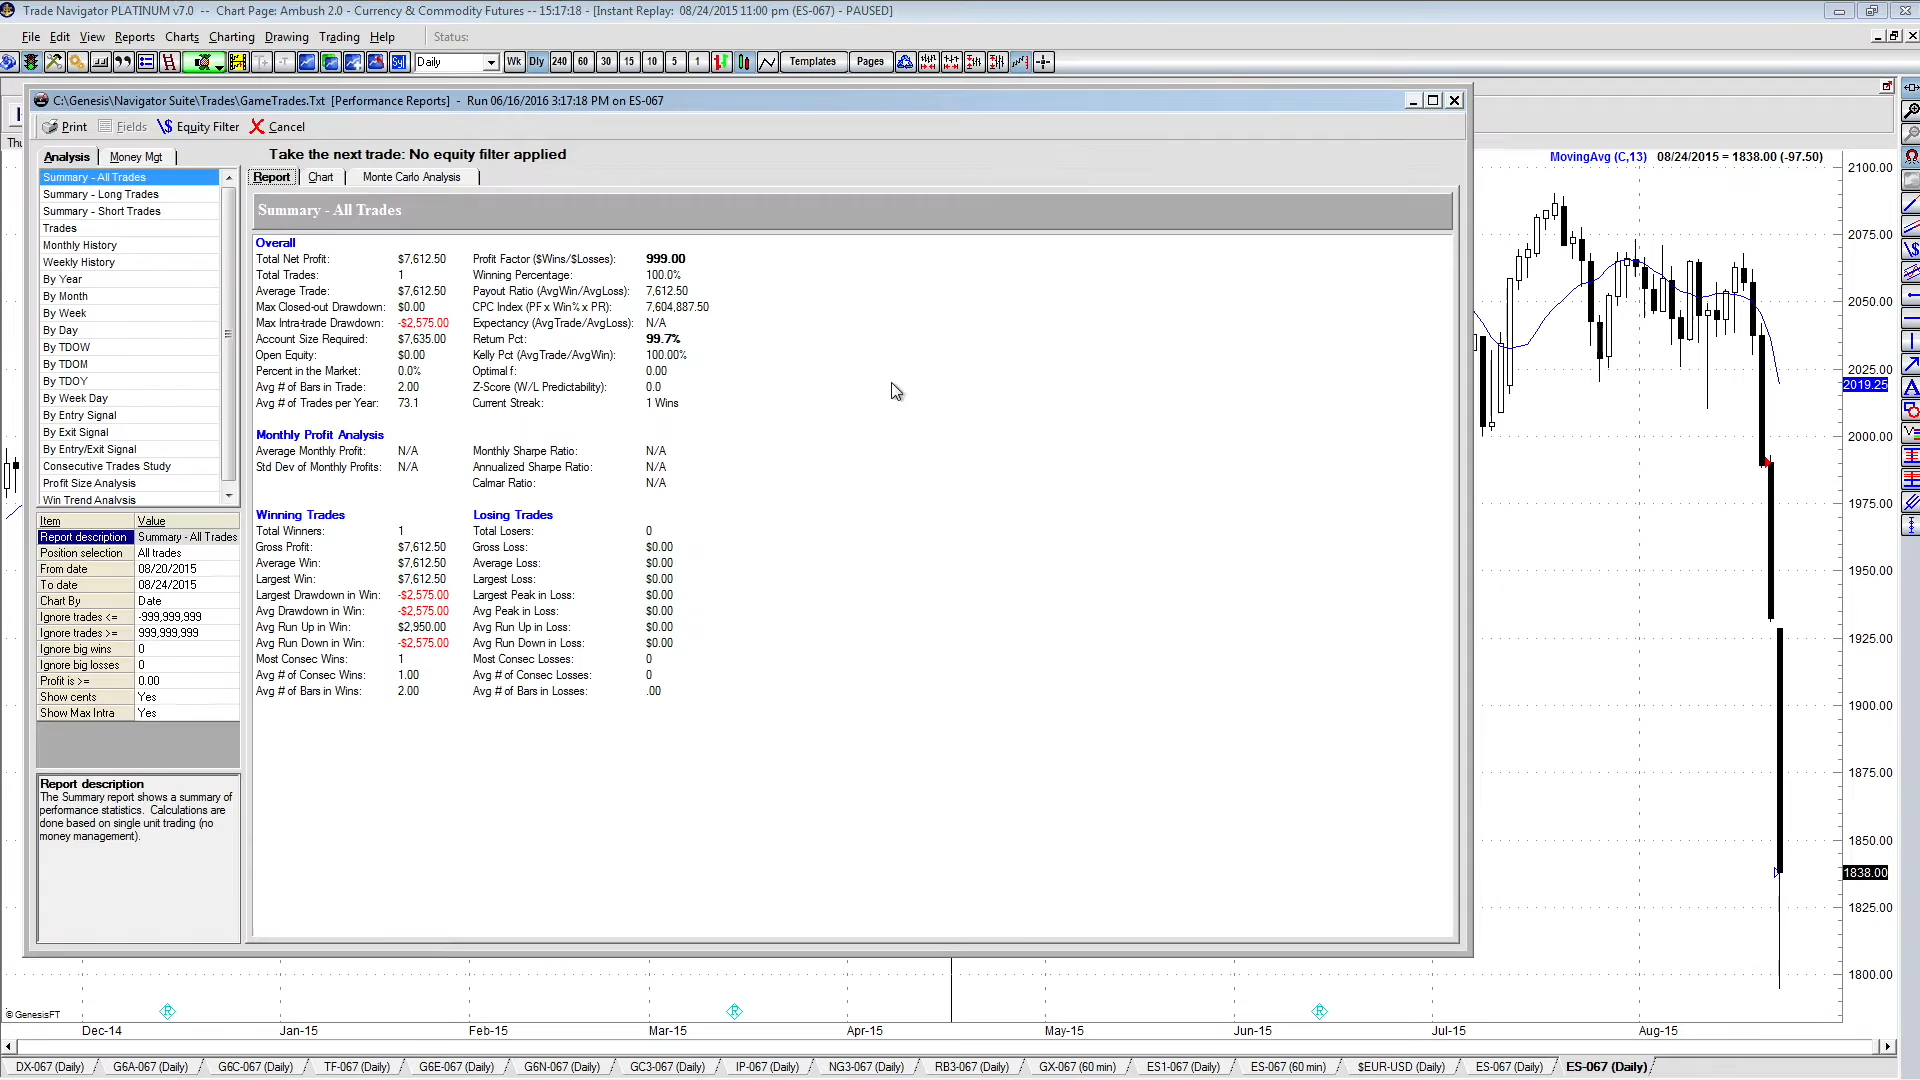 Trade Navigator PLATINUM v7.0 -- Chart Page: Ambush 2.0 - Currency & Commodity Futures -- 15:17:18 - [Instant Replay: 08/24/2015 11:00 pm (ES-067) - PAUSED]
File Edit View Reports Charts Charting Drawing Trading Help Status:
Daily Wk Dly 240 60 30 15 10 5 1 Templates Pages
C:\Genesis\Navigator Suite\Trades\GameTrades.Txt [Performance Reports] - Run 06/16/2016 3:17:18 PM on ES-067
Print Fields Equity Filter Cancel
Analysis Money Mgt
Take the next trade: No equity filter applied
Report Chart Monte Carlo Analysis
Summary - All Trades
Summary - Long Trades
Summary - Short Trades
Trades
Monthly History
Weekly History
By Year
By Month
By Week
By Day
By TDOW
By TDOM
By TDOY
By Week Day
By Entry Signal
By Exit Signal
By Entry/Exit Signal
Consecutive Trades Study
Profit Size Analysis
Win Trend Analysis
Item Value
Report description Summary - All Trades
Position selection All trades
From date 08/20/2015
To date 08/24/2015
Chart By Date
Ignore trades <= -999,999,999
Ignore trades >= 999,999,999
Ignore big wins 0
Ignore big losses 0
Profit is >= 0.00
Show cents Yes
Show Max Intra Yes
Report description
The Summary report shows a summary of
performance statistics. Calculations are
done based on single unit trading (no
money management).
Summary - All Trades
Overall
Total Net Profit: $7,612.50 Profit Factor ($Wins/$Losses): 999.00
Total Trades: 1 Winning Percentage: 100.0%
Average Trade: $7,612.50 Payout Ratio (AvgWin/AvgLoss): 7,612.50
Max Closed-out Drawdown: $0.00 CPC Index (PF x Win% x PR): 7,604,887.50
Max Intra-trade Drawdown: -$2,575.00 Expectancy (AvgTrade/AvgLoss): N/A
Account Size Required: $7,635.00 Return Pct: 99.7%
Open Equity: $0.00 Kelly Pct (AvgTrade/AvgWin): 100.00%
Percent in the Market: 0.0% Optimal f: 0.00
Avg # of Bars in Trade: 2.00 Z-Score (W/L Predictability): 0.0
Avg # of Trades per Year: 73.1 Current Streak: 1 Wins
Monthly Profit Analysis
Average Monthly Profit: N/A Monthly Sharpe Ratio: N/A
Std Dev of Monthly Profits: N/A Annualized Sharpe Ratio: N/A
Calmar Ratio: N/A
Winning Trades Losing Trades
Total Winners: 1 Total Losers: 0
Gross Profit: $7,612.50 Gross Loss: $0.00
Average Win: $7,612.50 Average Loss: $0.00
Largest Win: $7,612.50 Largest Loss: $0.00
Largest Drawdown in Win: -$2,575.00 Largest Peak in Loss: $0.00
Avg Drawdown in Win: -$2,575.00 Avg Peak in Loss: $0.00
Avg Run Up in Win: $2,950.00 Avg Run Up in Loss: $0.00
Avg Run Down in Win: -$2,575.00 Avg Run Down in Loss: $0.00
Most Consec Wins: 1 Most Consec Losses: 0
Avg # of Consec Wins: 1.00 Avg # of Consec Losses: 0
Avg # of Bars in Wins: 2.00 Avg # of Bars in Losses: .00
MovingAvg (C,13) 08/24/2015 = 1838.00 (-97.50)
2100.00
2075.00
2050.00
2025.00
2019.25
2000.00
1975.00
1950.00
1925.00
1900.00
1875.00
1850.00
1838.00
1825.00
1800.00
R R R
© GenesisFT
Dec-14 Jan-15 Feb-15 Mar-15 Apr-15 May-15 Jun-15 Jul-15 Aug-15
DX-067 (Daily) G6A-067 (Daily) G6C-067 (Daily) TF-067 (Daily) G6E-067 (Daily) G6N-067 (Daily) GC3-067 (Daily) IP-067 (Daily) NG3-067 (Daily) RB3-067 (Daily) GX-067 (60 min) ES1-067 (Daily) ES-067 (60 min) $EUR-USD (Daily) ES-067 (Daily) ES-067 (Daily)